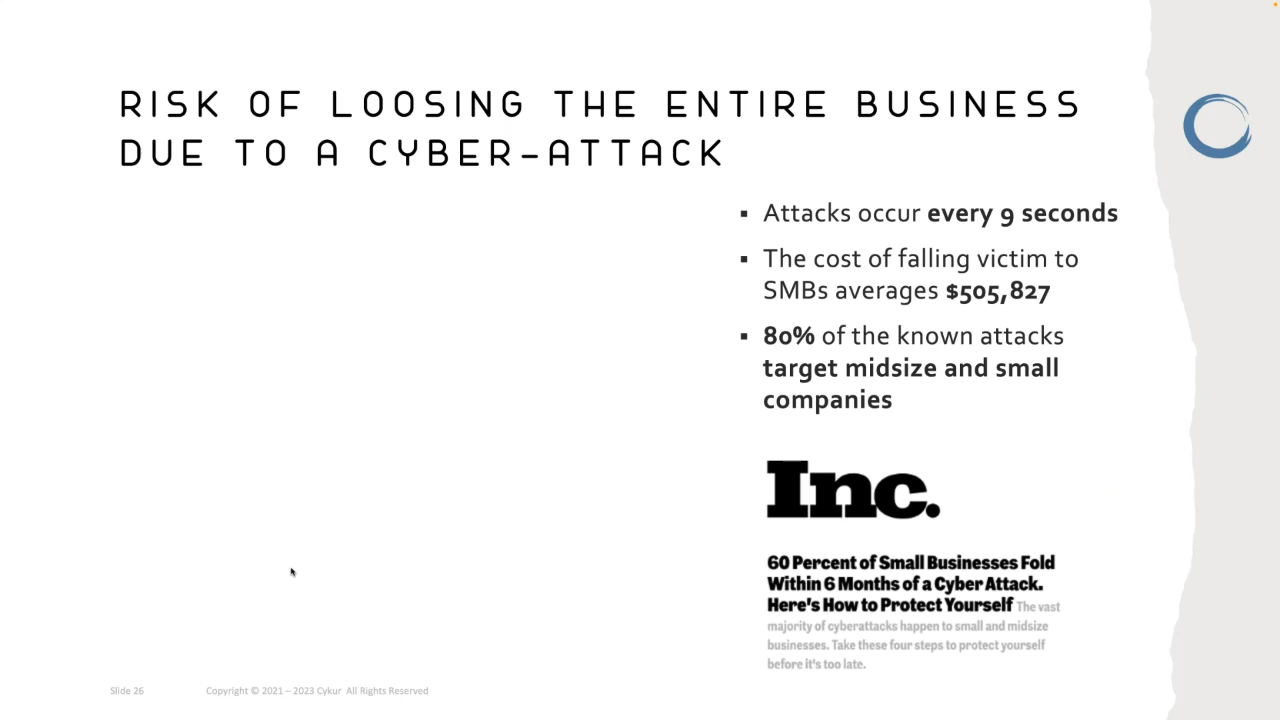 RISK OF LOOSING THE ENTIRE BUSINESS
DUE TO A CYBER-ATTACK
▪ Attacks occur every 9 seconds
▪ The cost of falling victim to
SMBs averages $505,827
▪ 80% of the known attacks
target midsize and small
companies
Inc.
60 Percent of Small Businesses Fold
Within 6 Months of a Cyber Attack.
Here's How to Protect Yourself The vast
majority of cyberattacks happen to small and midsize
businesses. Take these four steps to protect yourself
before it's too late.
Slide 26 Copyright © 2021 – 2023 Cykur All Rights Reserved